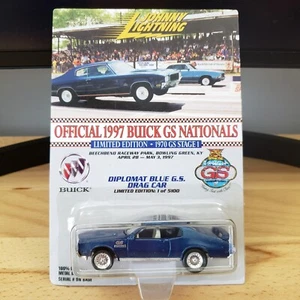 JOHNNY
LIGHTNING
OFFICIAL 1997 BUICK GS NATIONALS
LIMITED EDITION • 1970 GS STAGE 1
BEECHBEND RACEWAY PARK, BOWLING GREEN, KY
APRIL 28 — MAY 3, 1997
DIPLOMAT BLUE G.S.
DRAG CAR
LIMITED EDITION: 1 of 5100
BUICK
GS